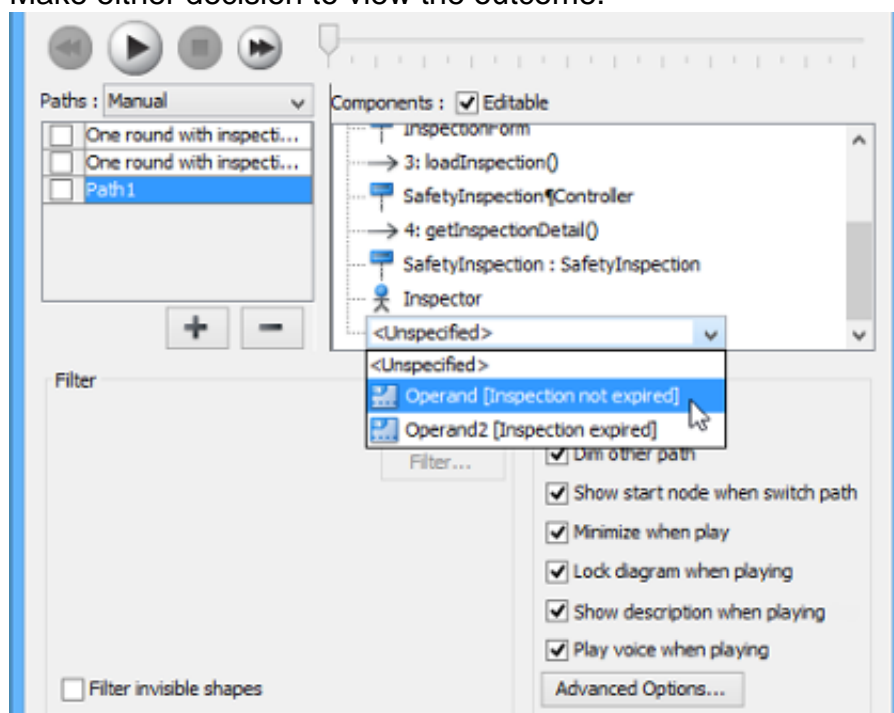 Make either decision to view the outcome.
Paths : Manual
Components : Editable
One round with inspecti...
One round with inspecti...
Path1
InspectionForm
3: loadInspection()
SafetyInspection¶Controller
4: getInspectionDetail()
SafetyInspection : SafetyInspection
Inspector
<Unspecified>
<Unspecified>
Operand [Inspection not expired]
Operand2 [Inspection expired]
Filter
Filter...
Dim other path
Show start node when switch path
Minimize when play
Lock diagram when playing
Show description when playing
Play voice when playing
Filter invisible shapes
Advanced Options...